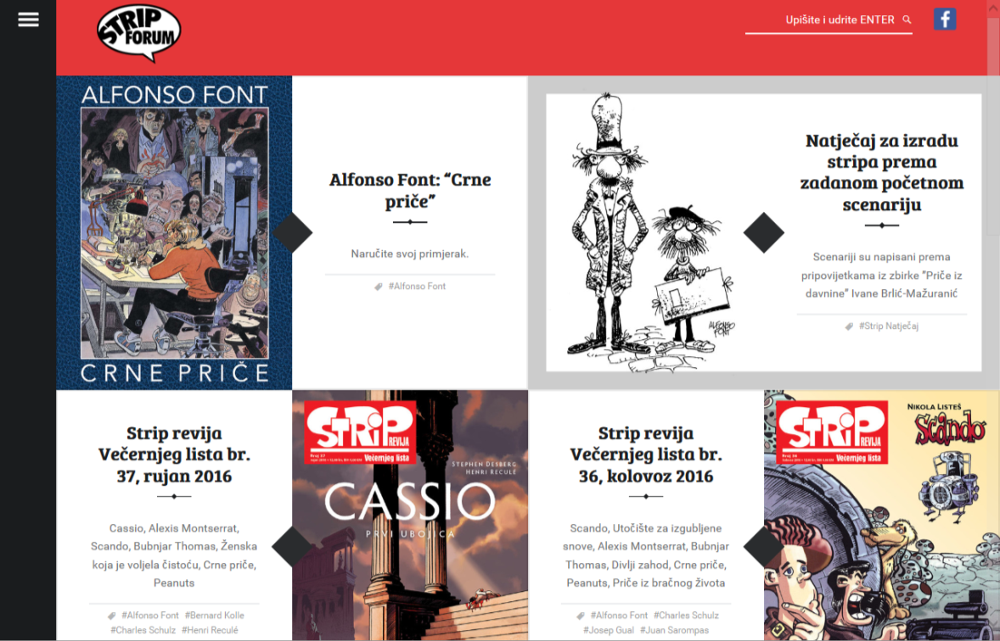 STRIP
FORUM
Upišite i udrite ENTER
f
ALFONSO FONT
CRNE PRIČE
Alfonso Font: “Crne
priče”
Naručite svoj primjerak.
#Alfonso Font
ALFONSO
FONT
Natječaj za izradu
stripa prema
zadanom početnom
scenariju
Scenariji su napisani prema
pripovijetkama iz zbirke ”Priče iz
davnine” Ivane Brlić-Mažuranić
#Strip Natječaj
Strip revija
Večernjeg lista br.
37, rujan 2016
Cassio, Alexis Montserrat,
Scando, Bubnjar Thomas, Ženska
koja je voljela čistoću, Crne priče,
Peanuts
#Alfonso Font #Bernard Kolle
#Charles Schulz #Henri Reculé
STRIP
REVIJA
Broj 37
Večernjeg lista
STEPHEN DESBERG
HENRI RECULÉ
CASSIO
PRVI UBOJICA
Strip revija
Večernjeg lista br.
36, kolovoz 2016
Scando, Utočište za izgubljene
snove, Alexis Montserrat, Bubnjar
Thomas, Divlji zahod, Crne priče,
Peanuts, Priče iz bračnog života
#Alfonso Font #Charles Schulz
#Josep Gual #Juan Sarompas
STRIP
REVIJA
Broj 36
Večernjeg lista
NIKOLA LISTEŠ
Scando